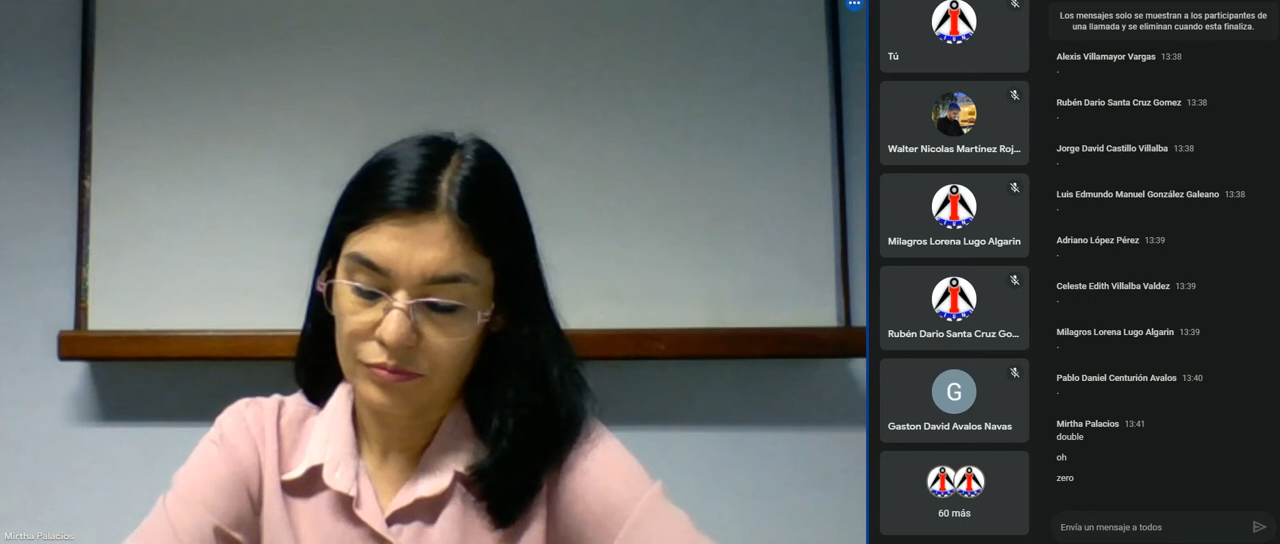 Mirtha Palacios
Tú
Walter Nicolas Martínez Roj...
Milagros Lorena Lugo Algarin
Rubén Dario Santa Cruz Go...
G
Gaston David Avalos Navas
60 más
Los mensajes solo se muestran a los participantes de
una llamada y se eliminan cuando esta finaliza.
Alexis Villamayor Vargas 13:38
.
Rubén Dario Santa Cruz Gomez 13:38
.
Jorge David Castillo Villalba 13:38
.
Luis Edmundo Manuel González Galeano 13:38
.
Adriano López Pérez 13:39
.
Celeste Edith Villalba Valdez 13:39
.
Milagros Lorena Lugo Algarin 13:39
.
Pablo Daniel Centurión Avalos 13:40
.
Mirtha Palacios 13:41
double
oh
zero
Envía un mensaje a todos